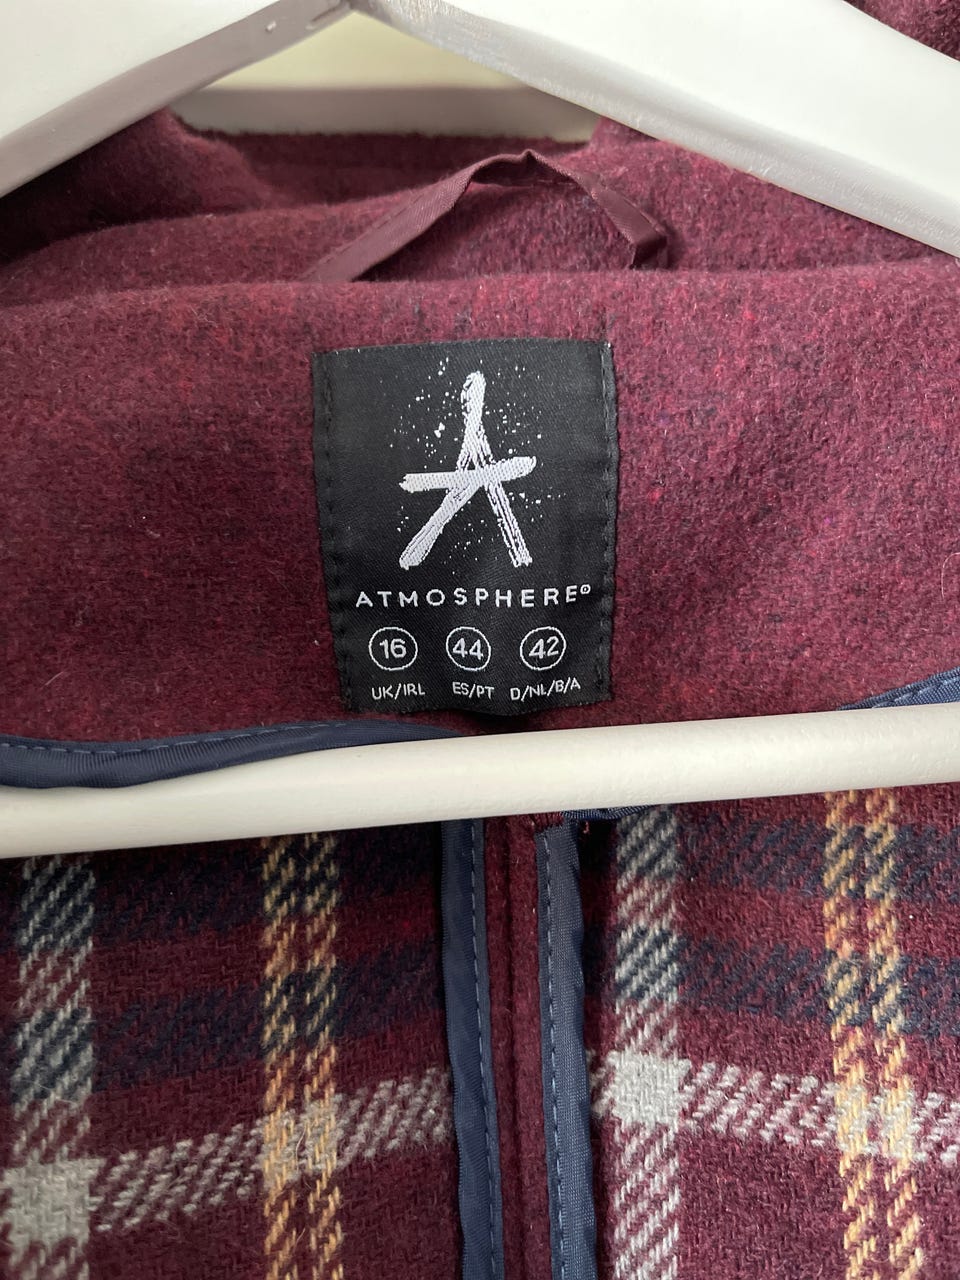 A
ATMOSPHERE®
16 44 42
UK/IRL ES/PT D/NL/B/A